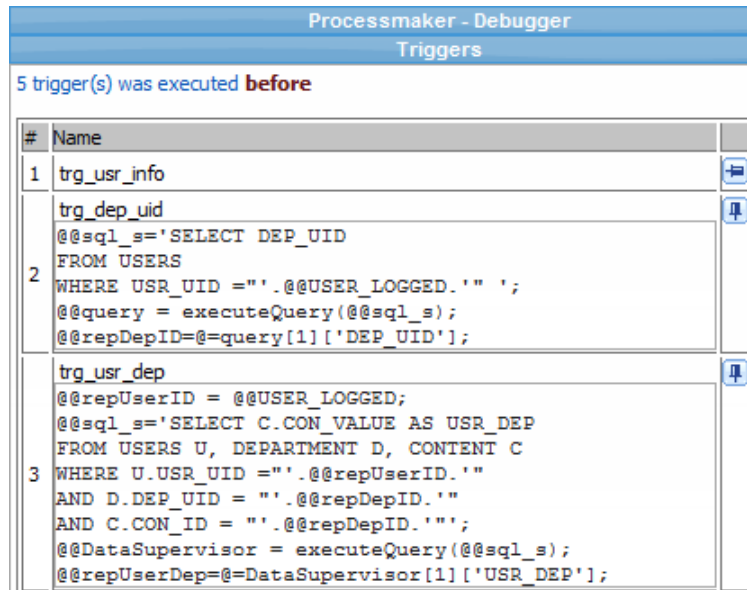 Processmaker - Debugger
Triggers
5 trigger(s) was executed before
# Name
1 trg_usr_info
trg_dep_uid
2
@@sql_s='SELECT DEP_UID
FROM USERS
WHERE USR_UID ="'.@@USER_LOGGED.'" ';
@@query = executeQuery(@@sql_s);
@@repDepID=@=query[1]['DEP_UID'];
trg_usr_dep
3
@@repUserID = @@USER_LOGGED;
@@sql_s='SELECT C.CON_VALUE AS USR_DEP
FROM USERS U, DEPARTMENT D, CONTENT C
WHERE U.USR_UID ="'.@@repUserID.'"
AND D.DEP_UID = "'.@@repDepID.'"
AND C.CON_ID = "'.@@repDepID.'"';
@@DataSupervisor = executeQuery(@@sql_s);
@@repUserDep=@=DataSupervisor[1]['USR_DEP'];